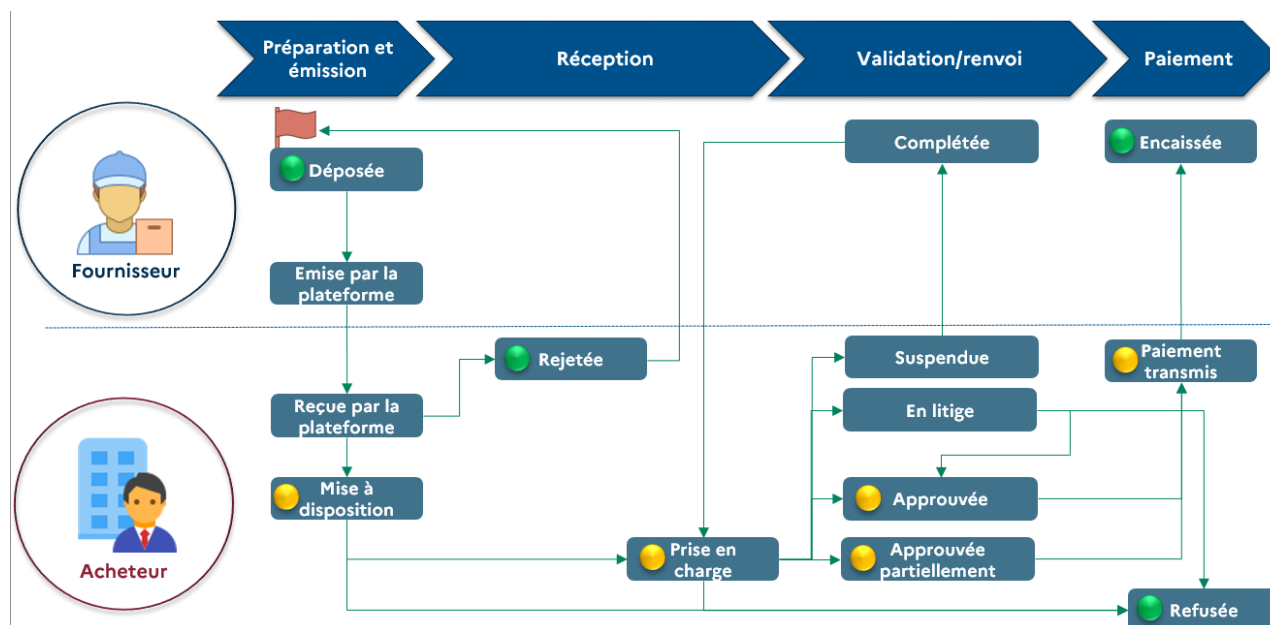 Préparation et
émission
Réception
Validation/renvoi
Paiement
Déposée
Complétée
Encaissée
Fournisseur
Emise par la
plateforme
Rejetée
Suspendue
Paiement
transmis
Reçue par la
plateforme
En litige
Mise à
disposition
Approuvée
Acheteur
Prise en
charge
Approuvée
partiellement
Refusée